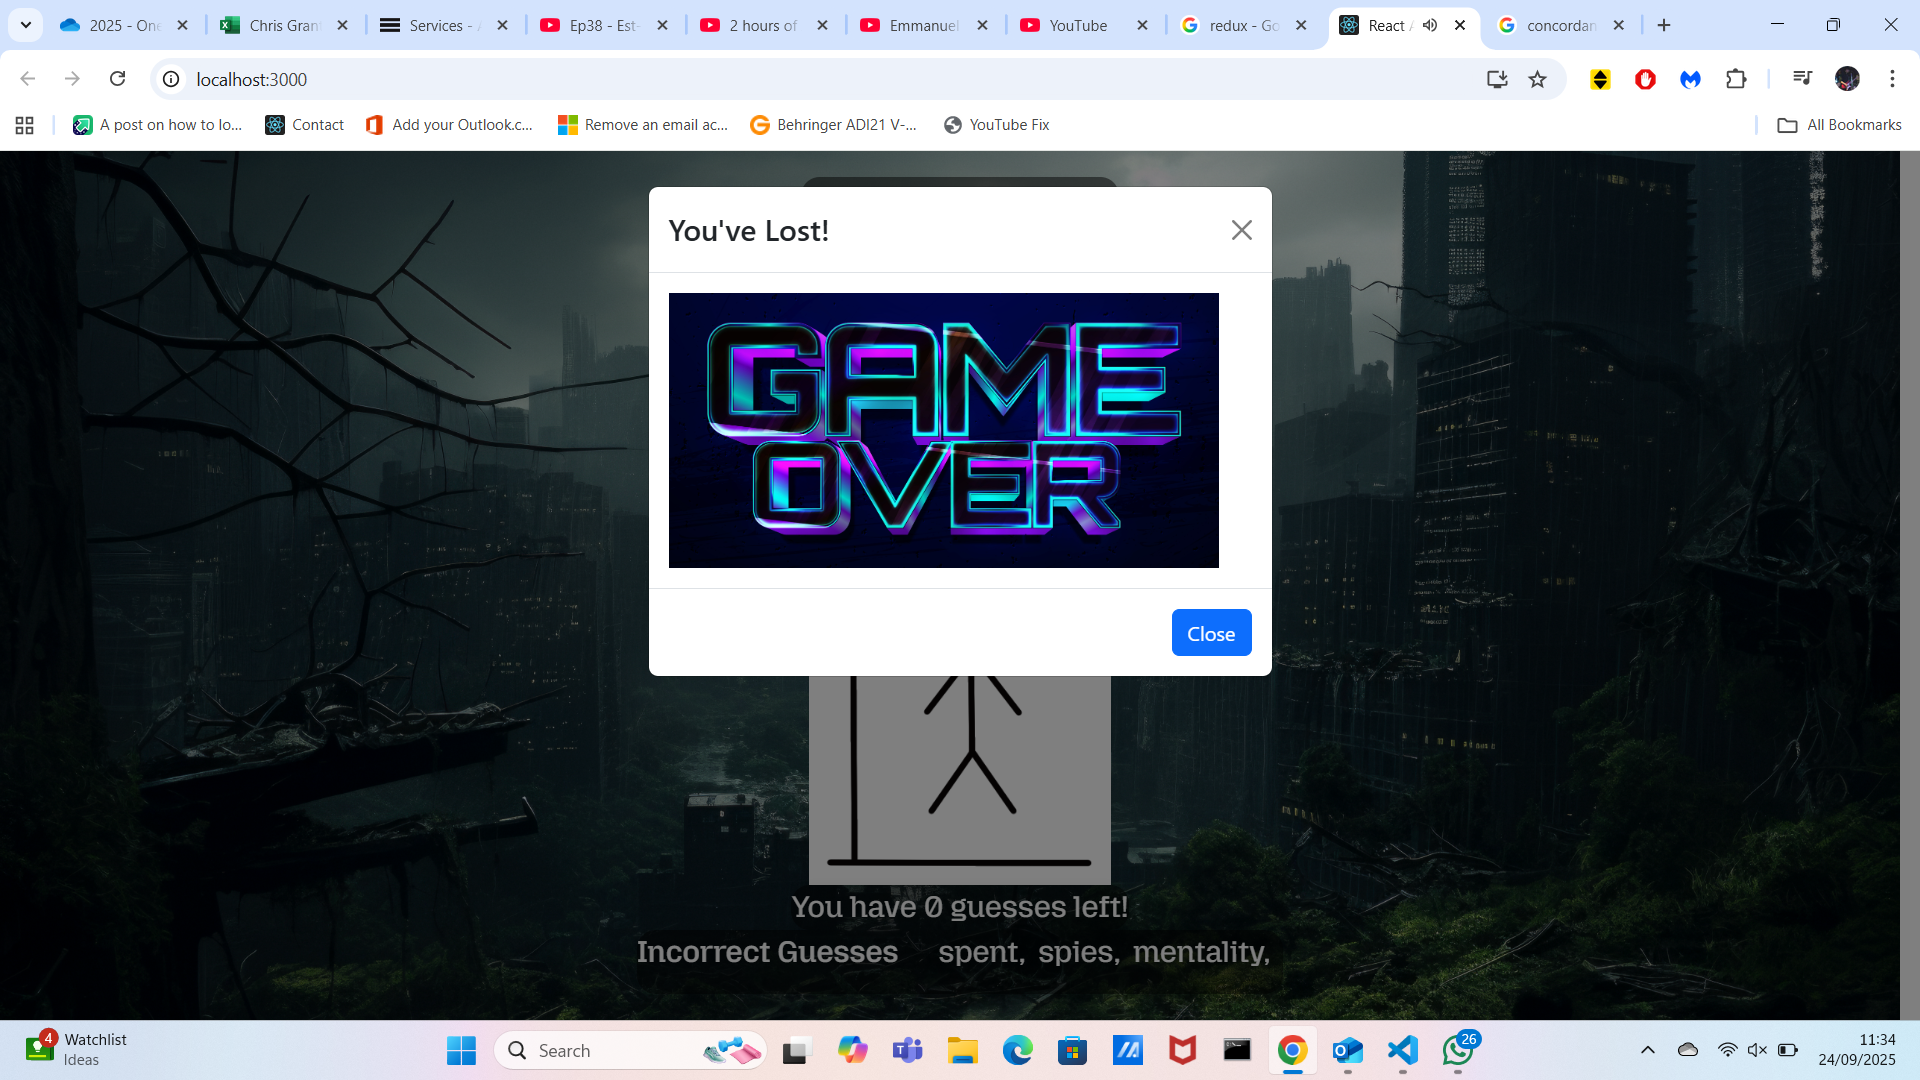 2025 - One
Chris Gran
Services - A
Ep38 - Est-
2 hours of
Emmanuel
YouTube
redux - Go
React A
concordan
localhost:3000
A post on how to lo...
Contact
Add your Outlook.c...
Remove an email ac...
Behringer ADI21 V-...
YouTube Fix
All Bookmarks
You've Lost!
GAME
OVER
Close
You have 0 guesses left!
Incorrect Guesses spent, spies, mentality,
4
Watchlist
Ideas
Search
26
11:34
24/09/2025